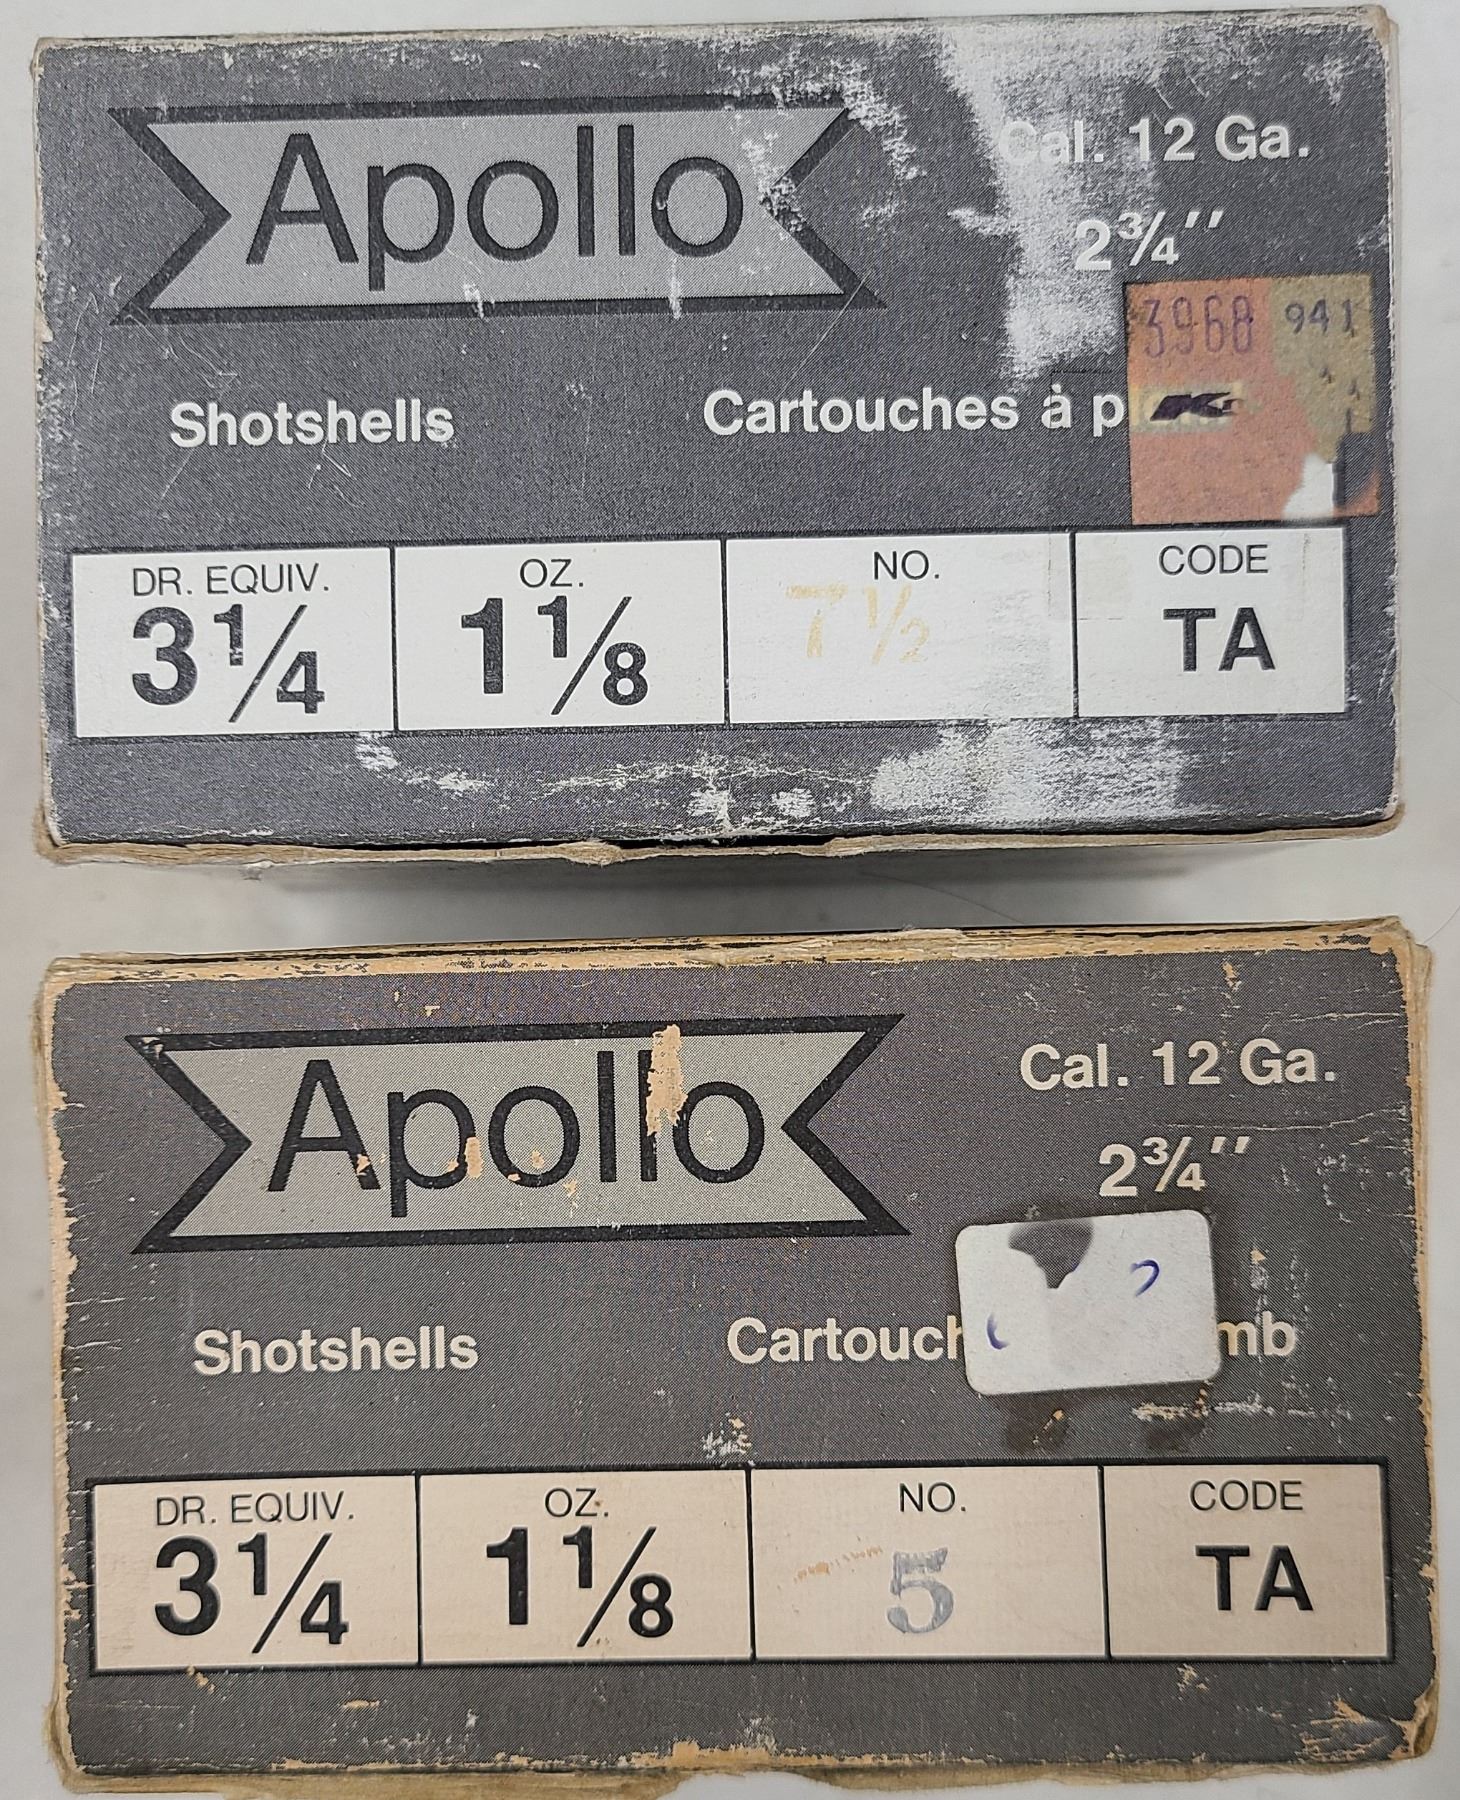 Apollo
Cal. 12 Ga.
2¾"
3968 941
Shotshells Cartouches à p
DR. EQUIV. OZ. NO. CODE
3¼ 1⅛ 7½ TA
Apollo
Cal. 12 Ga.
2¾"
Shotshells Cartouch mb
DR. EQUIV. OZ. NO. CODE
3¼ 1⅛ 5 TA